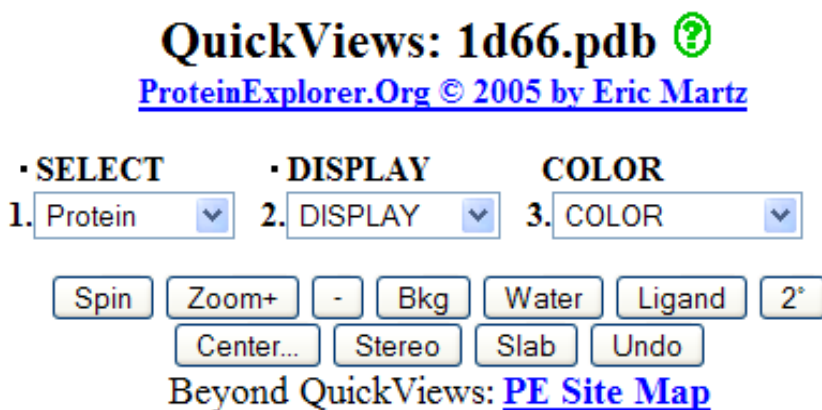 QuickViews: 1d66.pdb ?
ProteinExplorer.Org © 2005 by Eric Martz
· SELECT · DISPLAY COLOR
1. Protein 2. DISPLAY 3. COLOR
Spin Zoom+ - Bkg Water Ligand 2°
Center... Stereo Slab Undo
Beyond QuickViews: PE Site Map